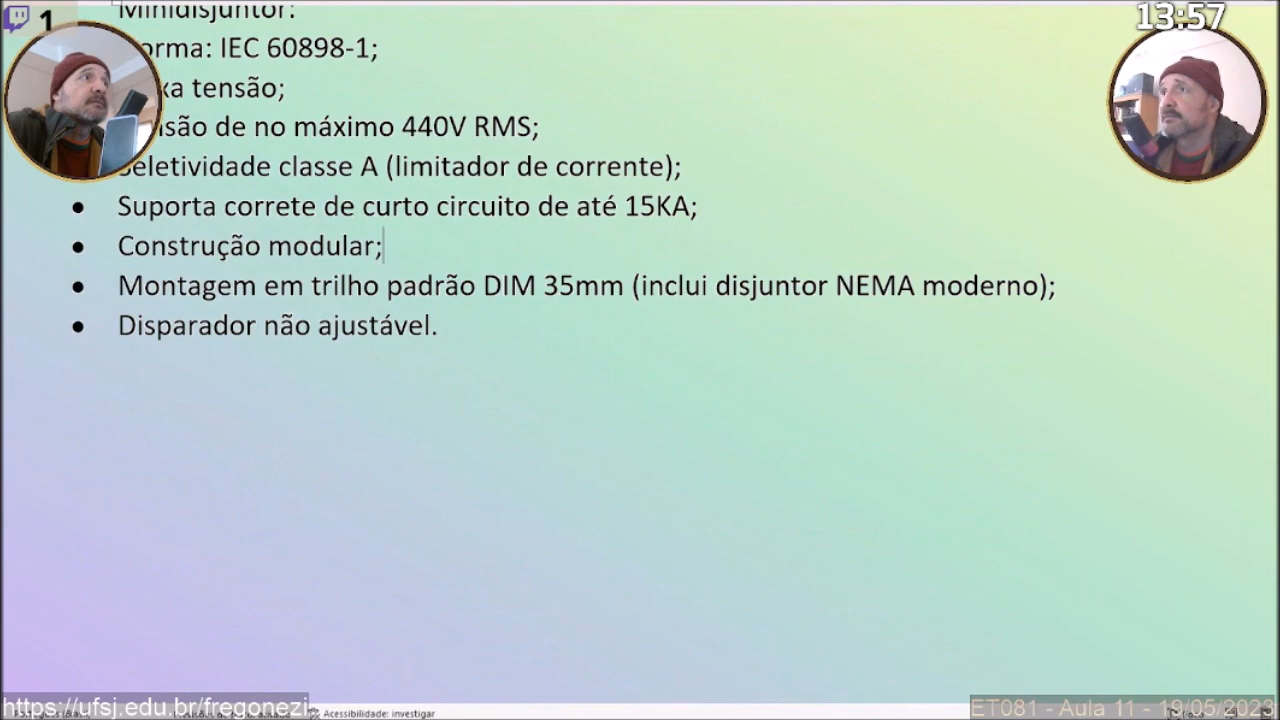 1
13:57
Minidisjuntor:
orma: IEC 60898-1;
xa tensão;
são de no máximo 440V RMS;
Seletividade classe A (limitador de corrente);
• Suporta correte de curto circuito de até 15KA;
• Construção modular;
• Montagem em trilho padrão DIM 35mm (inclui disjuntor NEMA moderno);
• Disparador não ajustável.
https://ufsj.edu.br/fregonezi
Acessibilidade: investigar
ET081 - Aula 11 - 19/05/2023